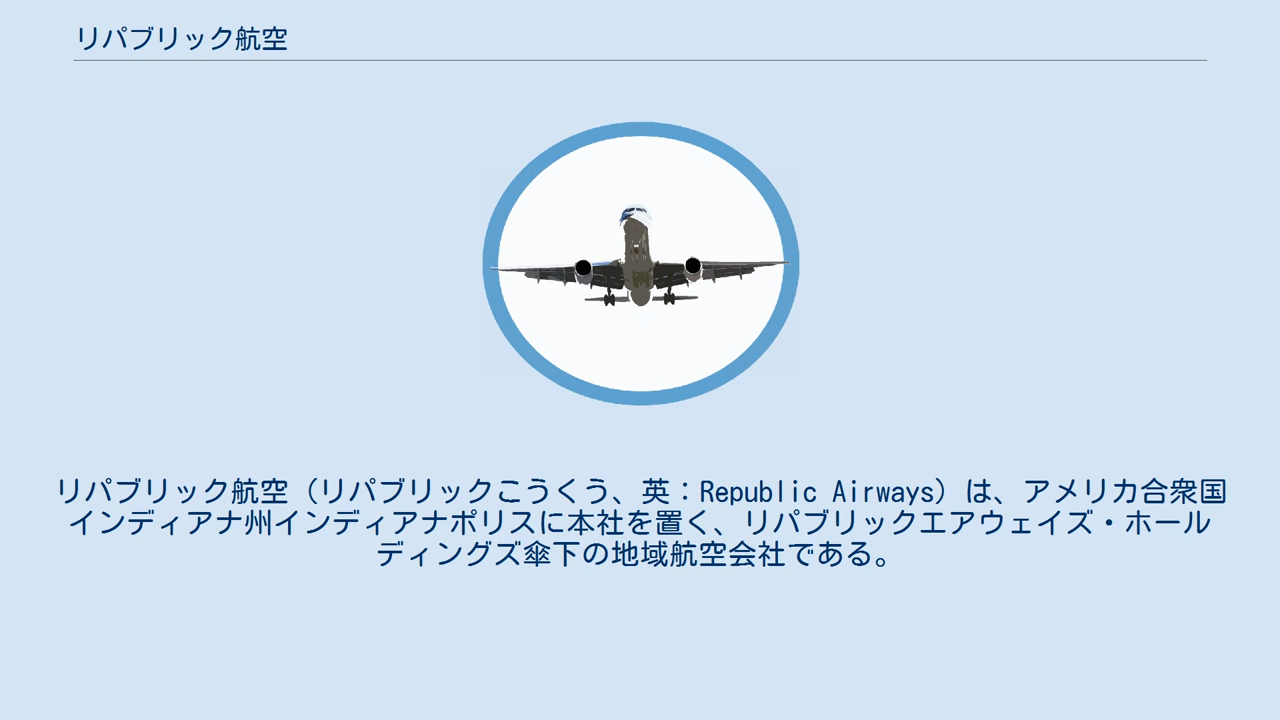 リパブリック航空
リパブリック航空（リパブリックこうくう、英：Republic Airways）は、アメリカ合衆国
インディアナ州インディアナポリスに本社を置く、リパブリックエアウェイズ・ホール
ディングズ傘下の地域航空会社である。